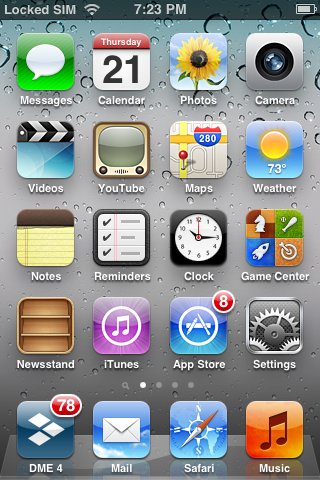 Locked SIM 7:23 PM
Thursday
21
280
73°
Messages Calendar Photos Camera
Videos YouTube Maps Weather
Notes Reminders Clock Game Center
8
Newsstand iTunes App Store Settings
78
DME 4 Mail Safari Music